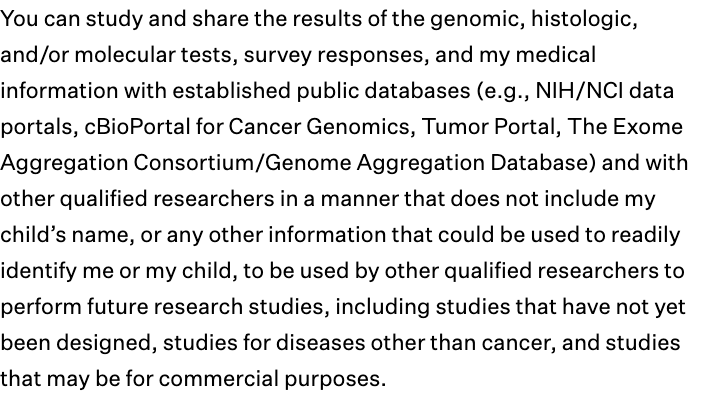 You can study and share the results of the genomic, histologic,
and/or molecular tests, survey responses, and my medical
information with established public databases (e.g., NIH/NCI data
portals, cBioPortal for Cancer Genomics, Tumor Portal, The Exome
Aggregation Consortium/Genome Aggregation Database) and with
other qualified researchers in a manner that does not include my
child’s name, or any other information that could be used to readily
identify me or my child, to be used by other qualified researchers to
perform future research studies, including studies that have not yet
been designed, studies for diseases other than cancer, and studies
that may be for commercial purposes.